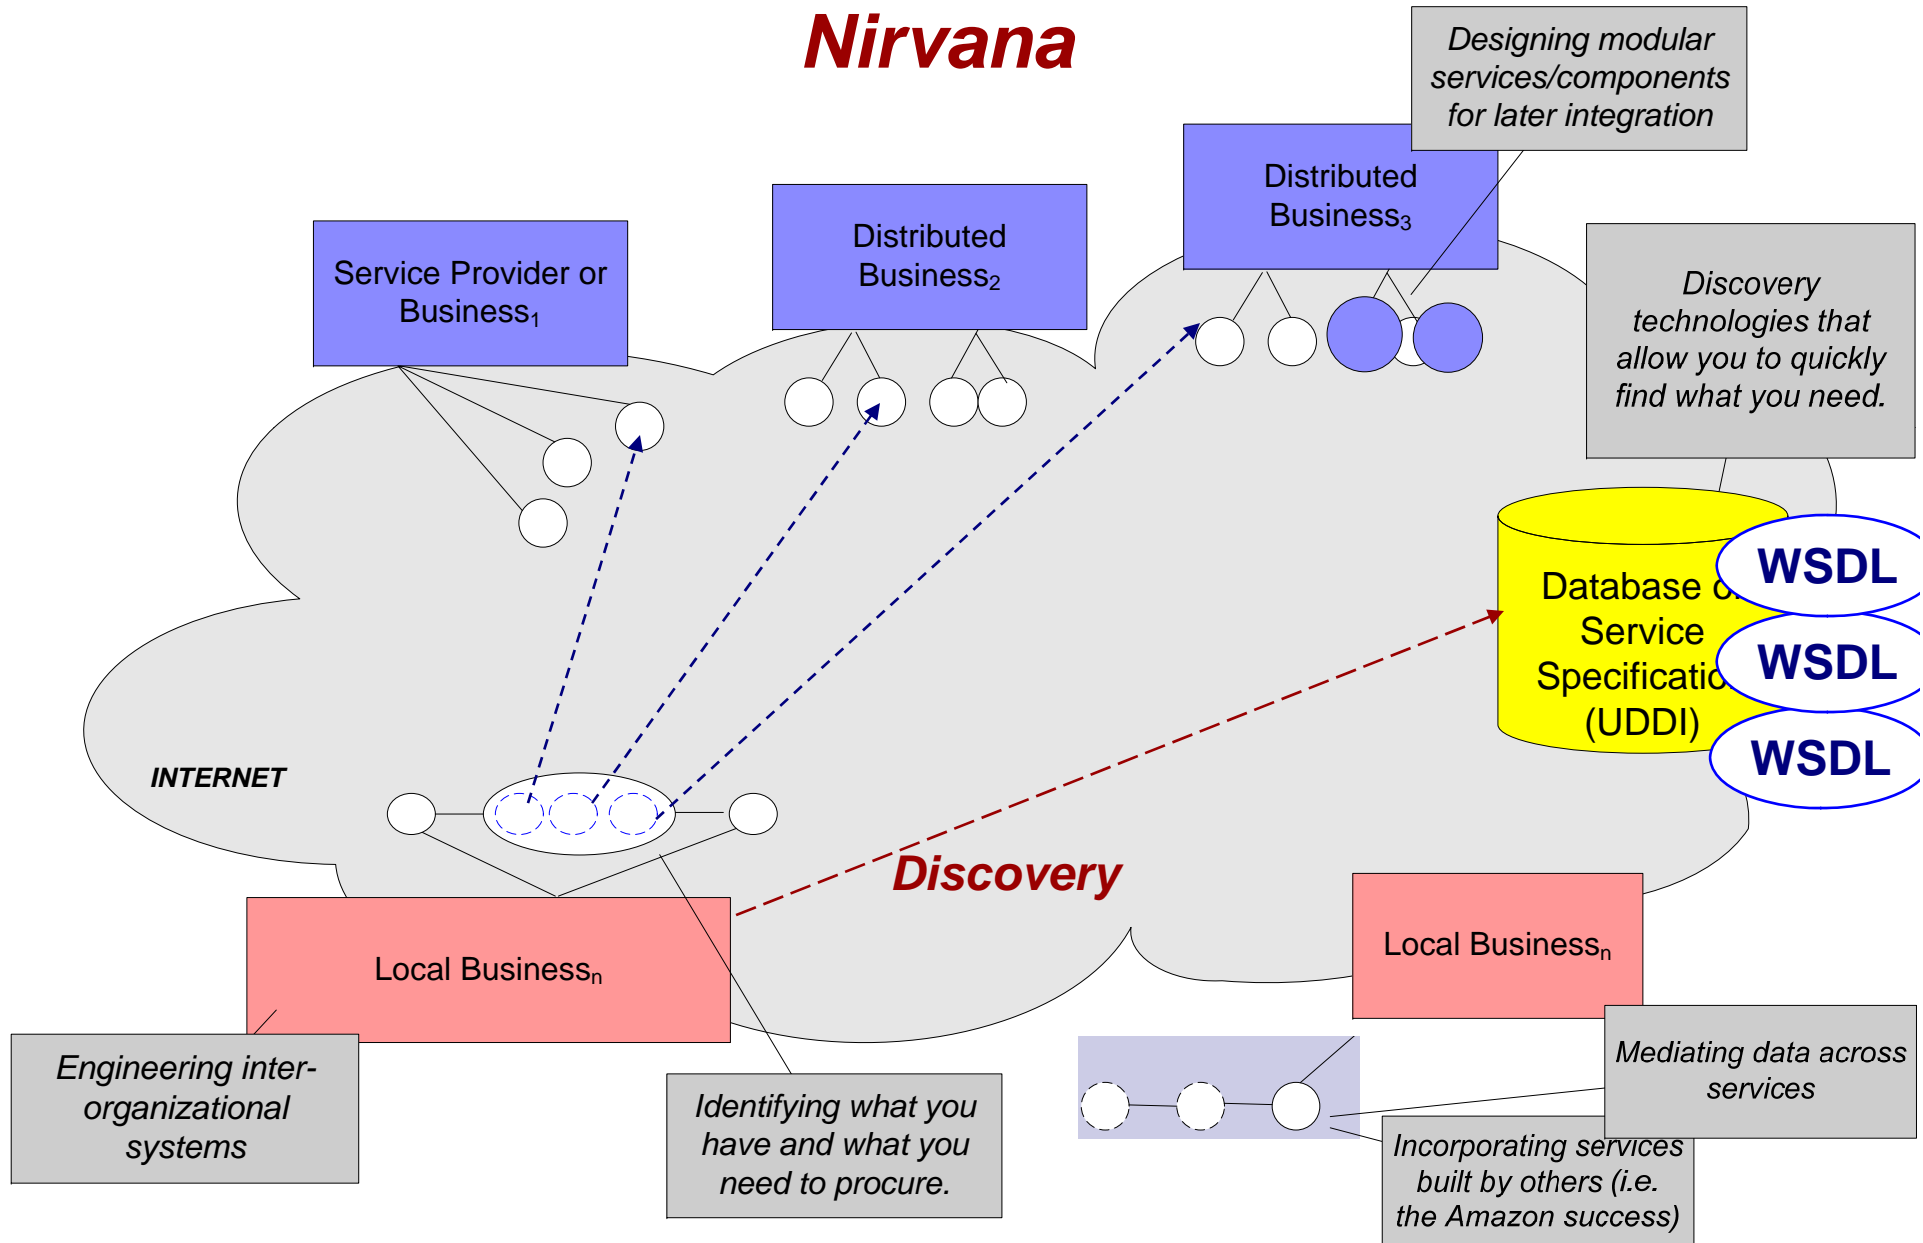 Nirvana
Designing modular
services/components
for later integration
Distributed
Business3
Distributed
Business2
Service Provider or
Business1
Discovery
technologies that
allow you to quickly
find what you need.
Database
Service
(UDDI)
WSDL
WSDL
WSDL
INTERNET
Discovery
Local Businessn
Local Businessn
Engineering inter-
organizational
systems
Identifying what you
have and what you
need to procure.
Mediating data across
services
Incorporating services
built by others (i.e.
the Amazon success)